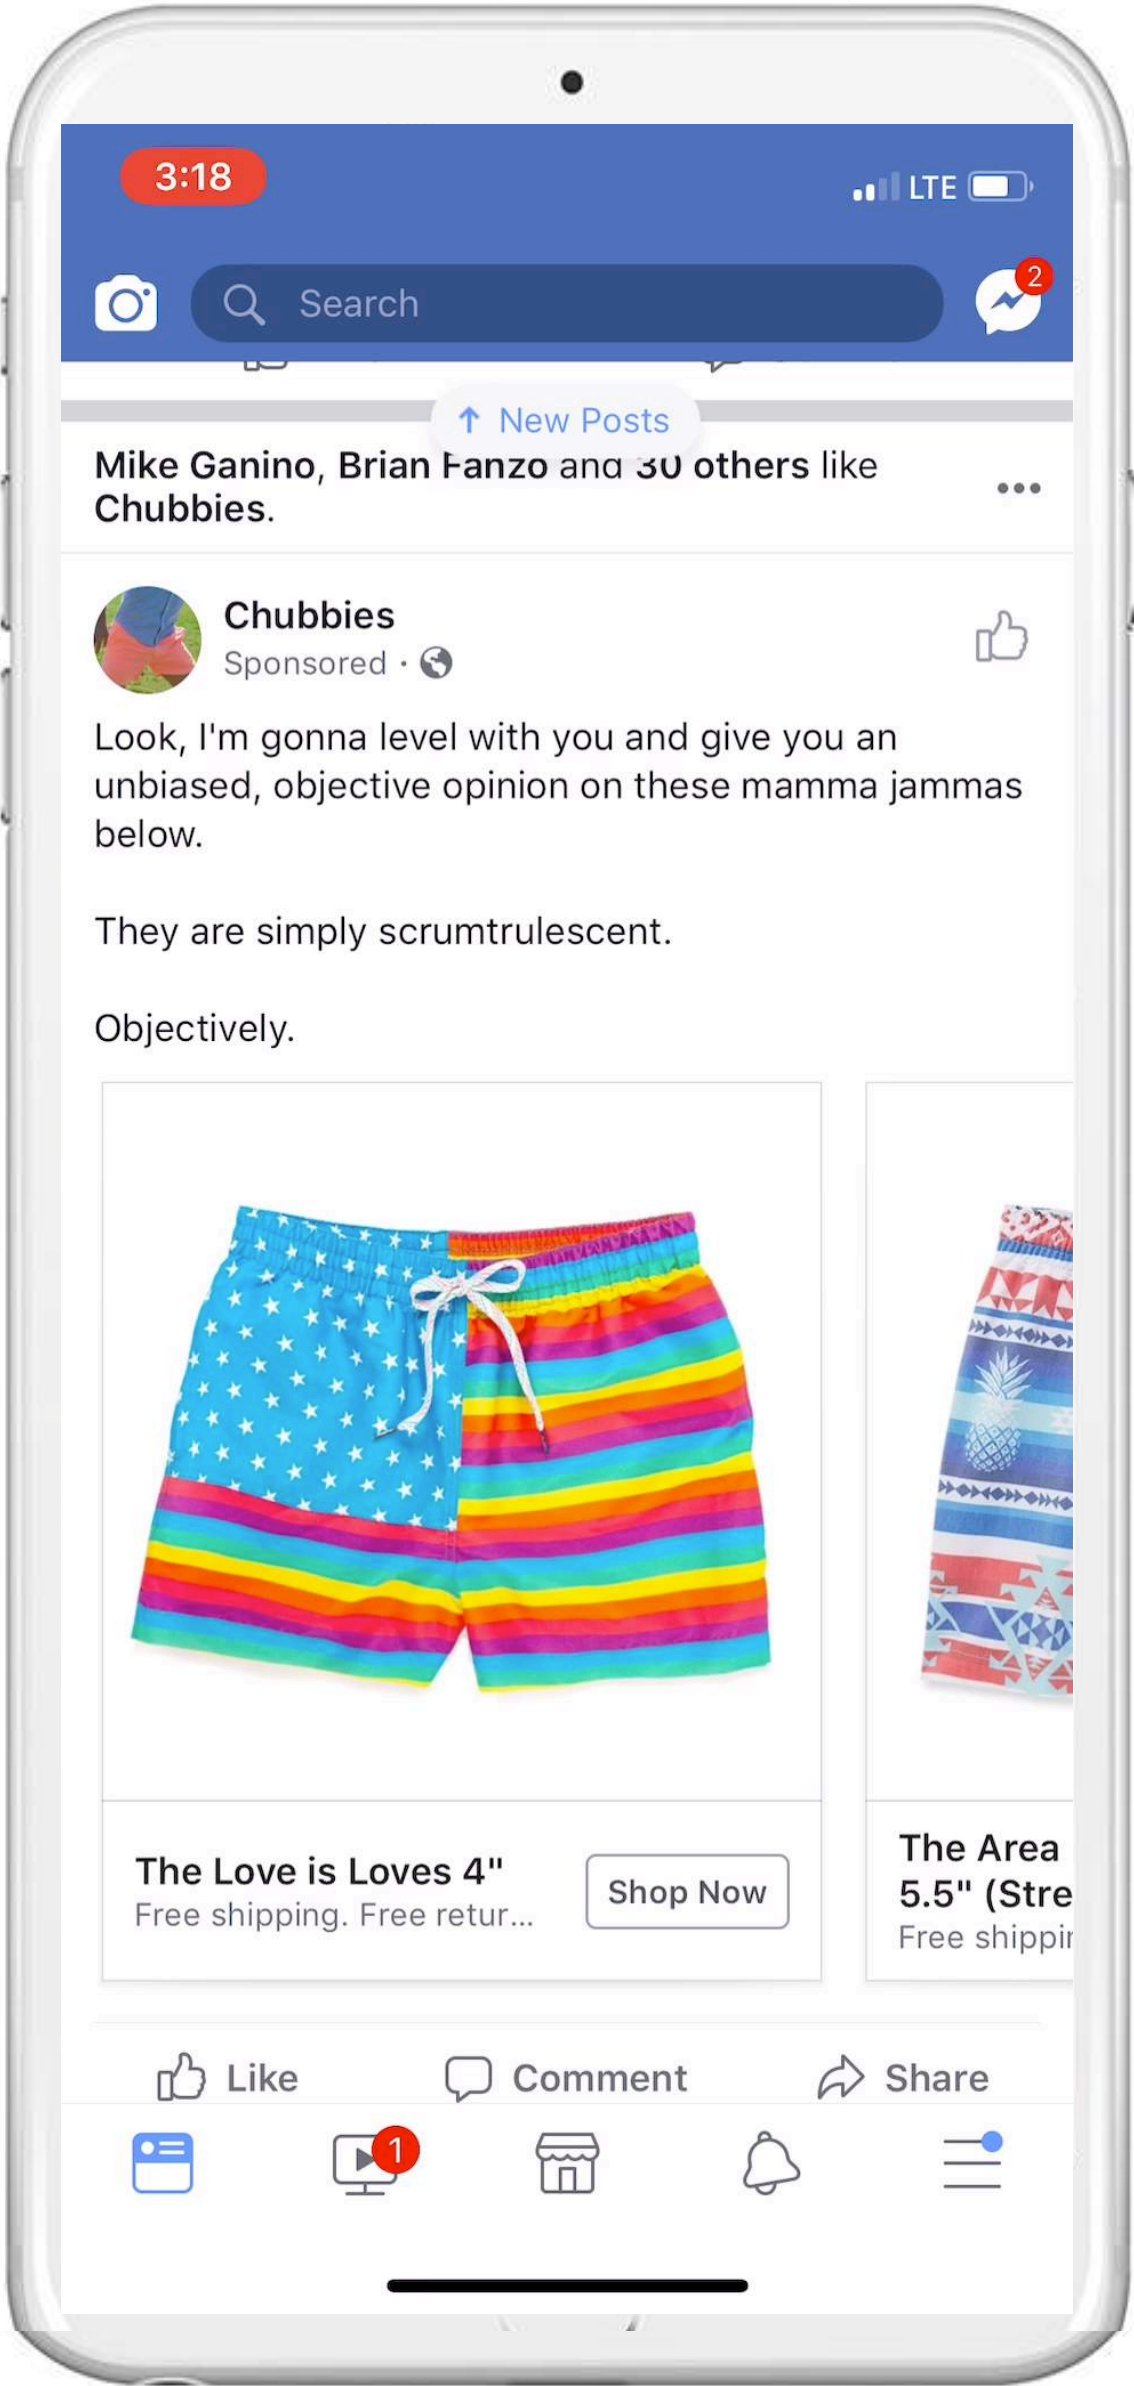 3:18
LTE
Search
2
↑ New Posts
Mike Ganino, Brian Fanzo and 30 others like
Chubbies.
Chubbies
Sponsored ·
Look, I'm gonna level with you and give you an
unbiased, objective opinion on these mamma jammas
below.
They are simply scrumtrulescent.
Objectively.
The Love is Loves 4"
Free shipping. Free retur...
Shop Now
The Area
5.5" (Stre
Free shippin
Like
Comment
Share
1